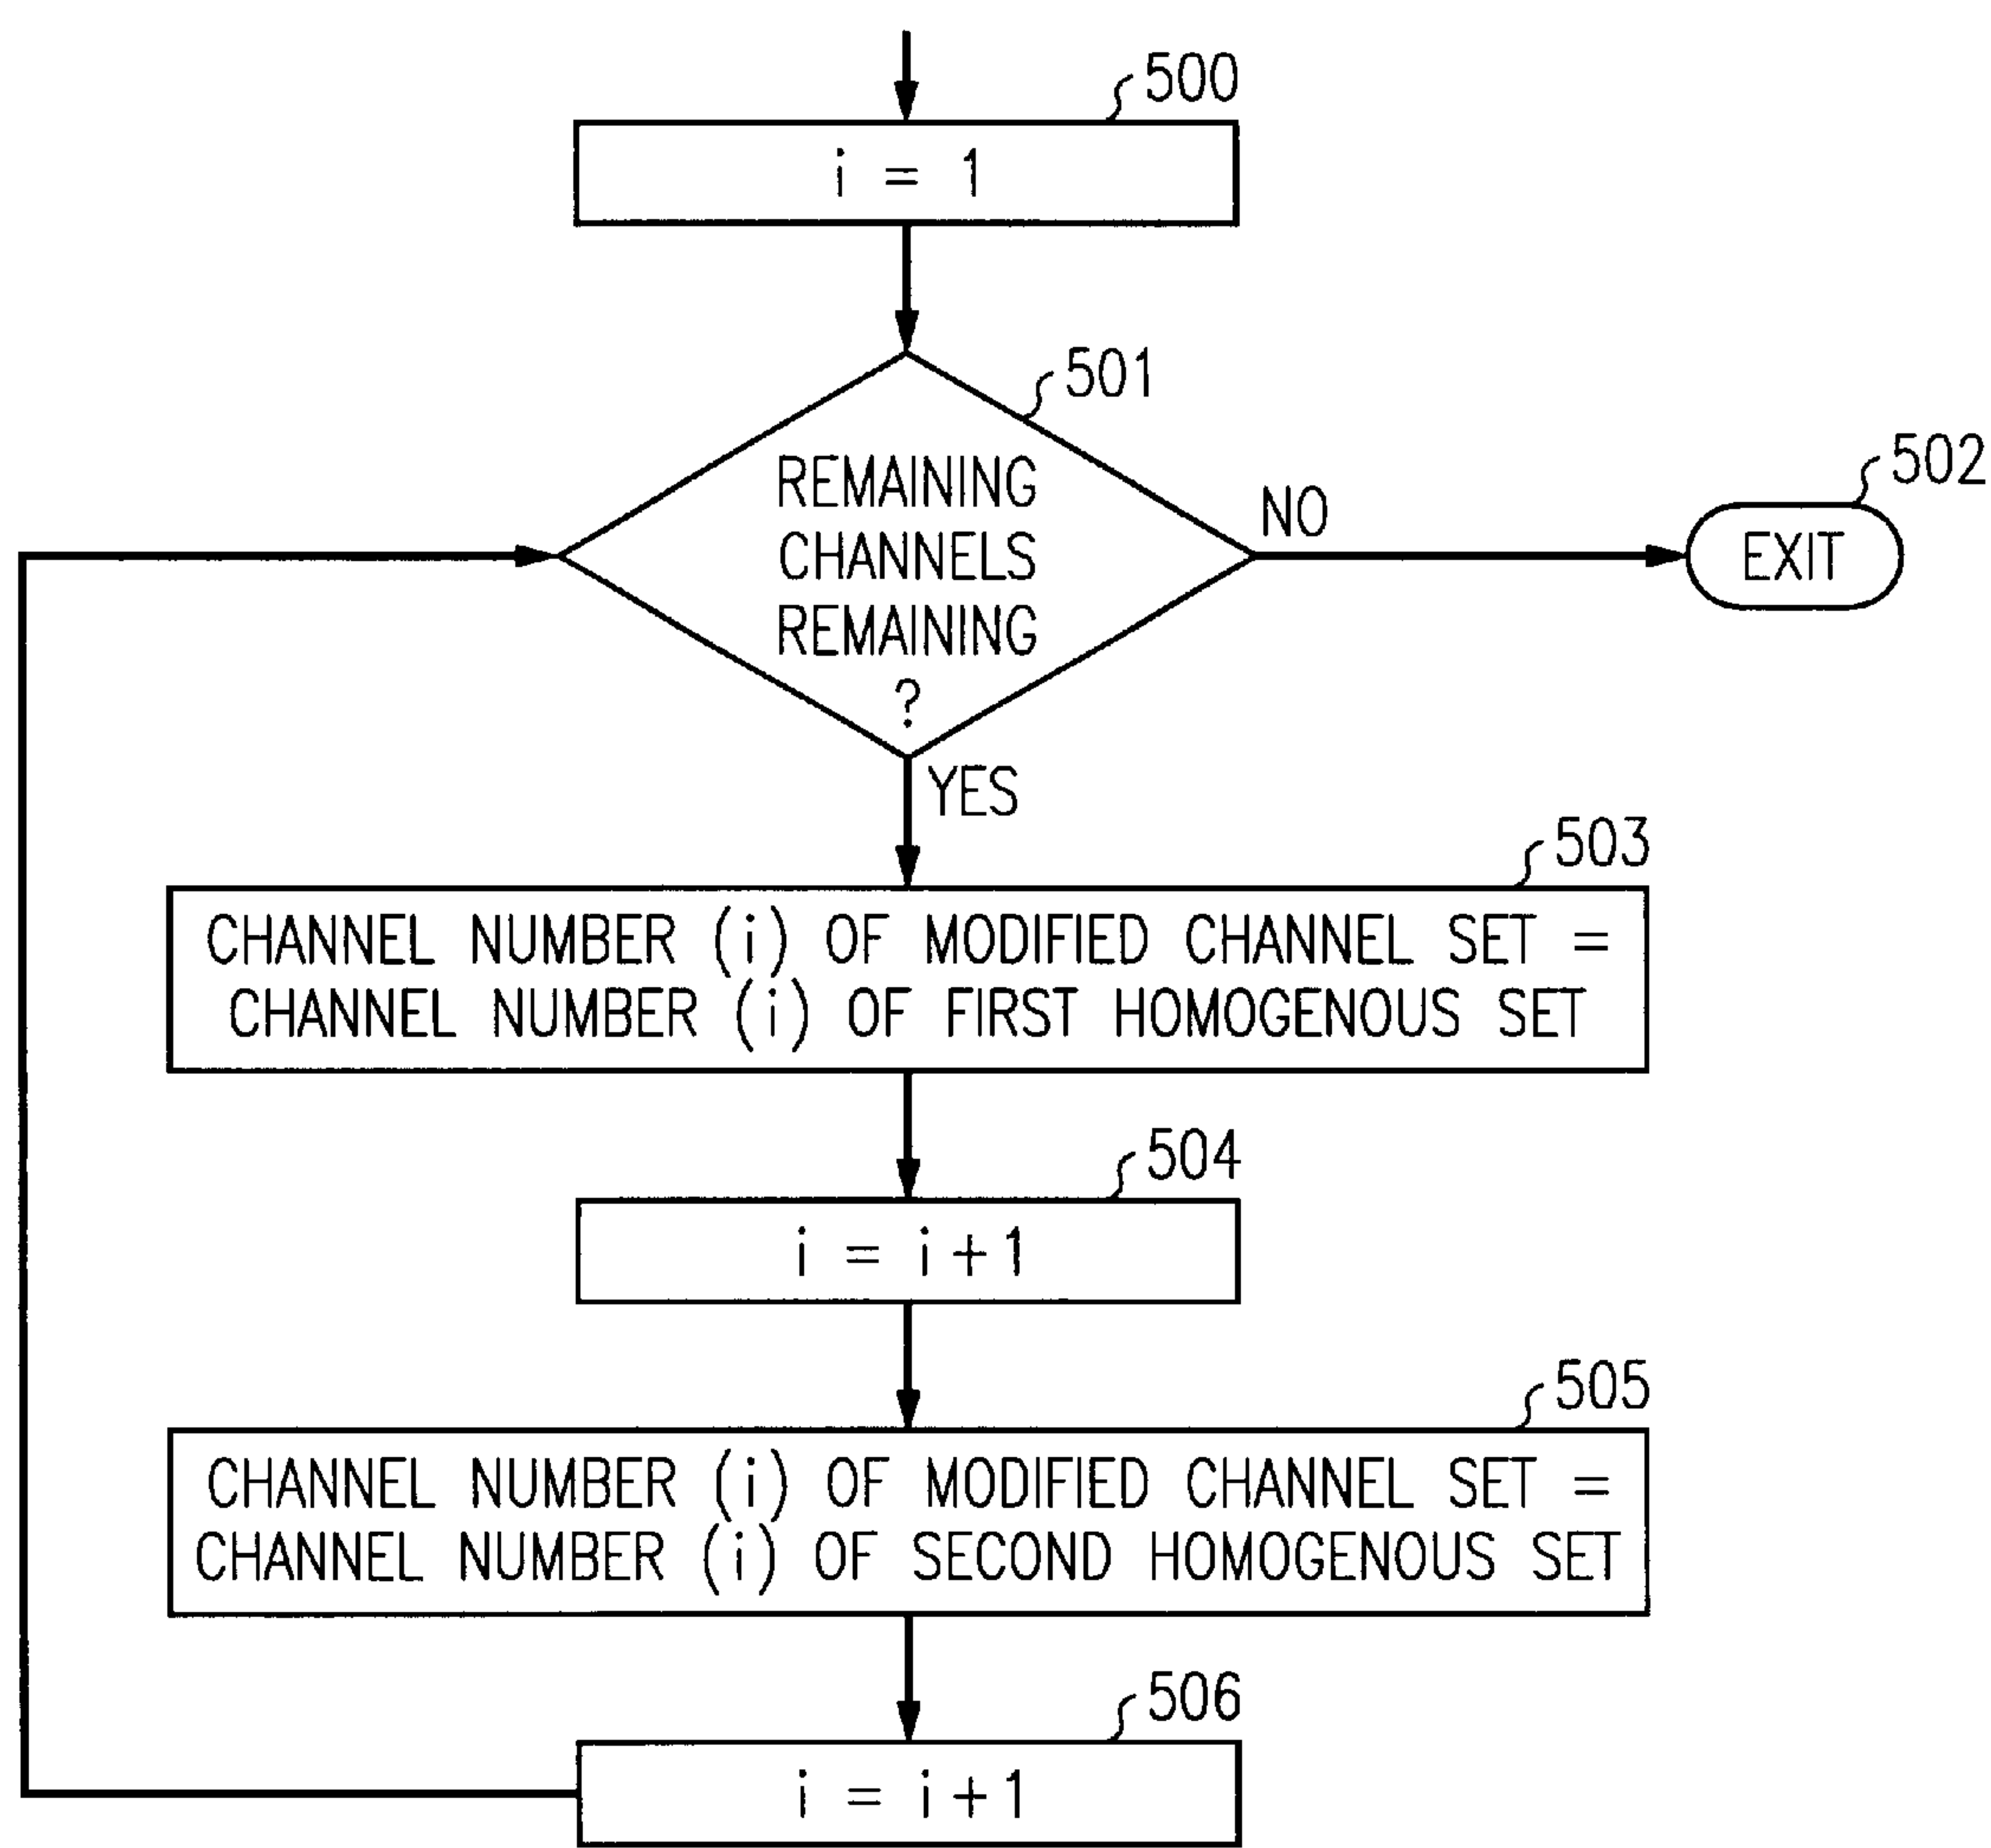 500
i = 1
501
REMAINING
CHANNELS
REMAINING
?
NO
502
EXIT
YES
503
CHANNEL NUMBER (i) OF MODIFIED CHANNEL SET =
CHANNEL NUMBER (i) OF FIRST HOMOGENOUS SET
504
i = i+1
505
CHANNEL NUMBER (i) OF MODIFIED CHANNEL SET =
CHANNEL NUMBER (i) OF SECOND HOMOGENOUS SET
506
i = i+1